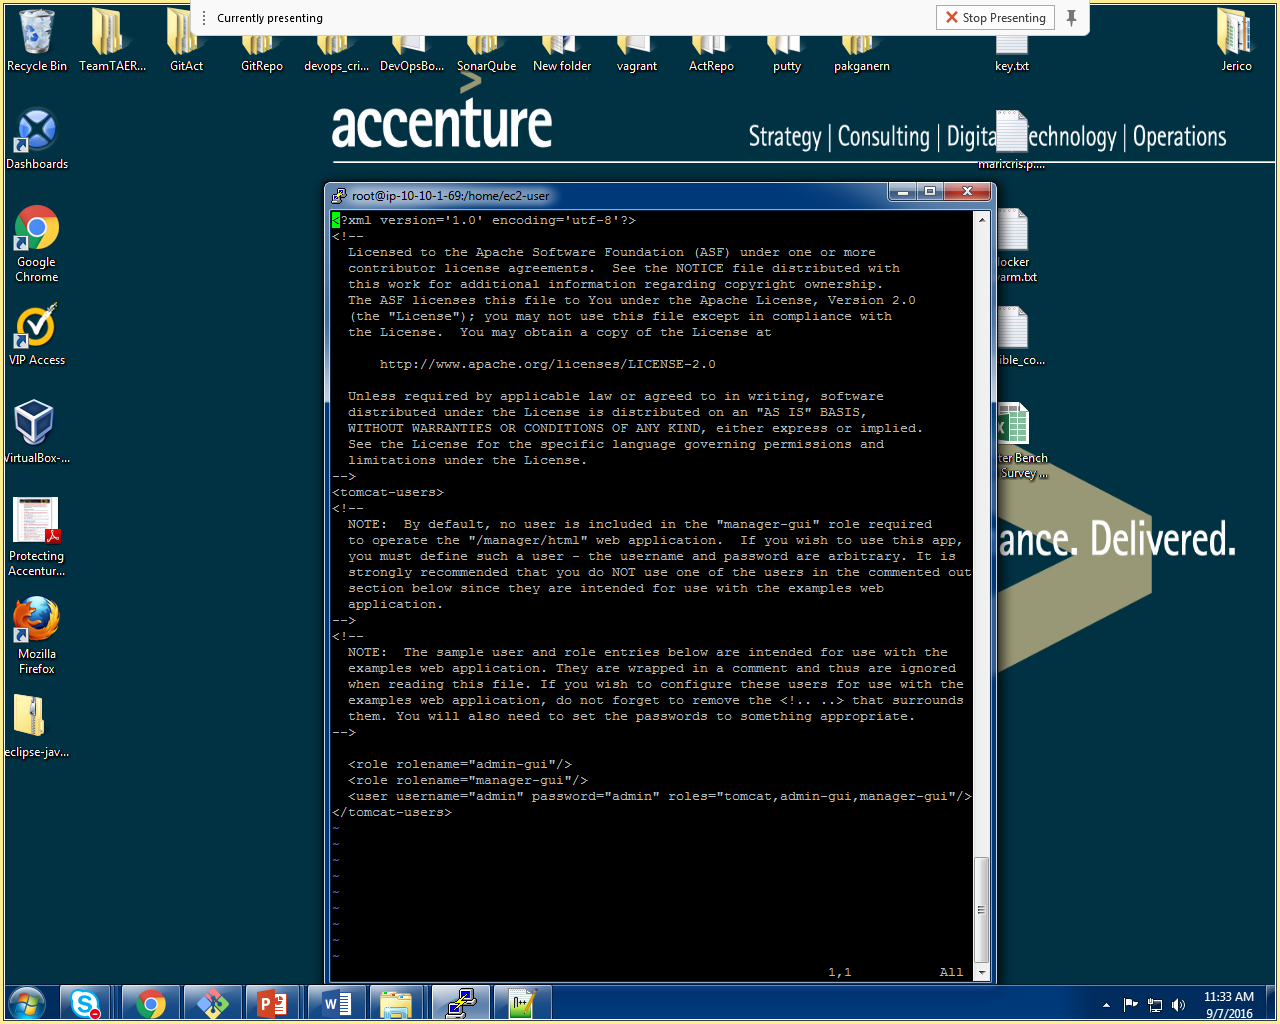 Currently presenting
Stop Presenting
Recycle Bin
TeamTAER...
GitAct
GitRepo
devops_cri...
DevOpsBo...
SonarQube
New folder
vagrant
ActRepo
putty
pakganern
key.txt
Jerico
accenture
Strategy | Consulting | Digital Technology | Operations
Dashboards
mari.cris.p....
root@ip-10-10-1-69:/home/ec2-user
<?xml version='1.0' encoding='utf-8'?>
<!--
Licensed to the Apache Software Foundation (ASF) under one or more
contributor license agreements.  See the NOTICE file distributed with
this work for additional information regarding copyright ownership.
The ASF licenses this file to You under the Apache License, Version 2.0
(the "License"); you may not use this file except in compliance with
the License.  You may obtain a copy of the License at
http://www.apache.org/licenses/LICENSE-2.0
Unless required by applicable law or agreed to in writing, software
distributed under the License is distributed on an "AS IS" BASIS,
WITHOUT WARRANTIES OR CONDITIONS OF ANY KIND, either express or implied.
See the License for the specific language governing permissions and
limitations under the License.
-->
<tomcat-users>
<!--
NOTE:  By default, no user is included in the "manager-gui" role required
to operate the "/manager/html" web application.  If you wish to use this app,
you must define such a user - the username and password are arbitrary. It is
strongly recommended that you do NOT use one of the users in the commented out
section below since they are intended for use with the examples web
application.
-->
<!--
NOTE:  The sample user and role entries below are intended for use with the
examples web application. They are wrapped in a comment and thus are ignored
when reading this file. If you wish to configure these users for use with the
examples web application, do not forget to remove the <!.. ..> that surrounds
them. You will also need to set the passwords to something appropriate.
-->
<role rolename="admin-gui"/>
<role rolename="manager-gui"/>
<user username="admin" password="admin" roles="tomcat,admin-gui,manager-gui"/>
</tomcat-users>
~
~
~
~
~
~
~
~
~
1,1 All
Google
Chrome
VIP Access
VirtualBox-...
Protecting
Accentur...
Mozilla
Firefox
eclipse-jav...
locker
varm.txt
ible_co...
ter Bench
Survey ...
ance. Delivered.
11:33 AM
9/7/2016